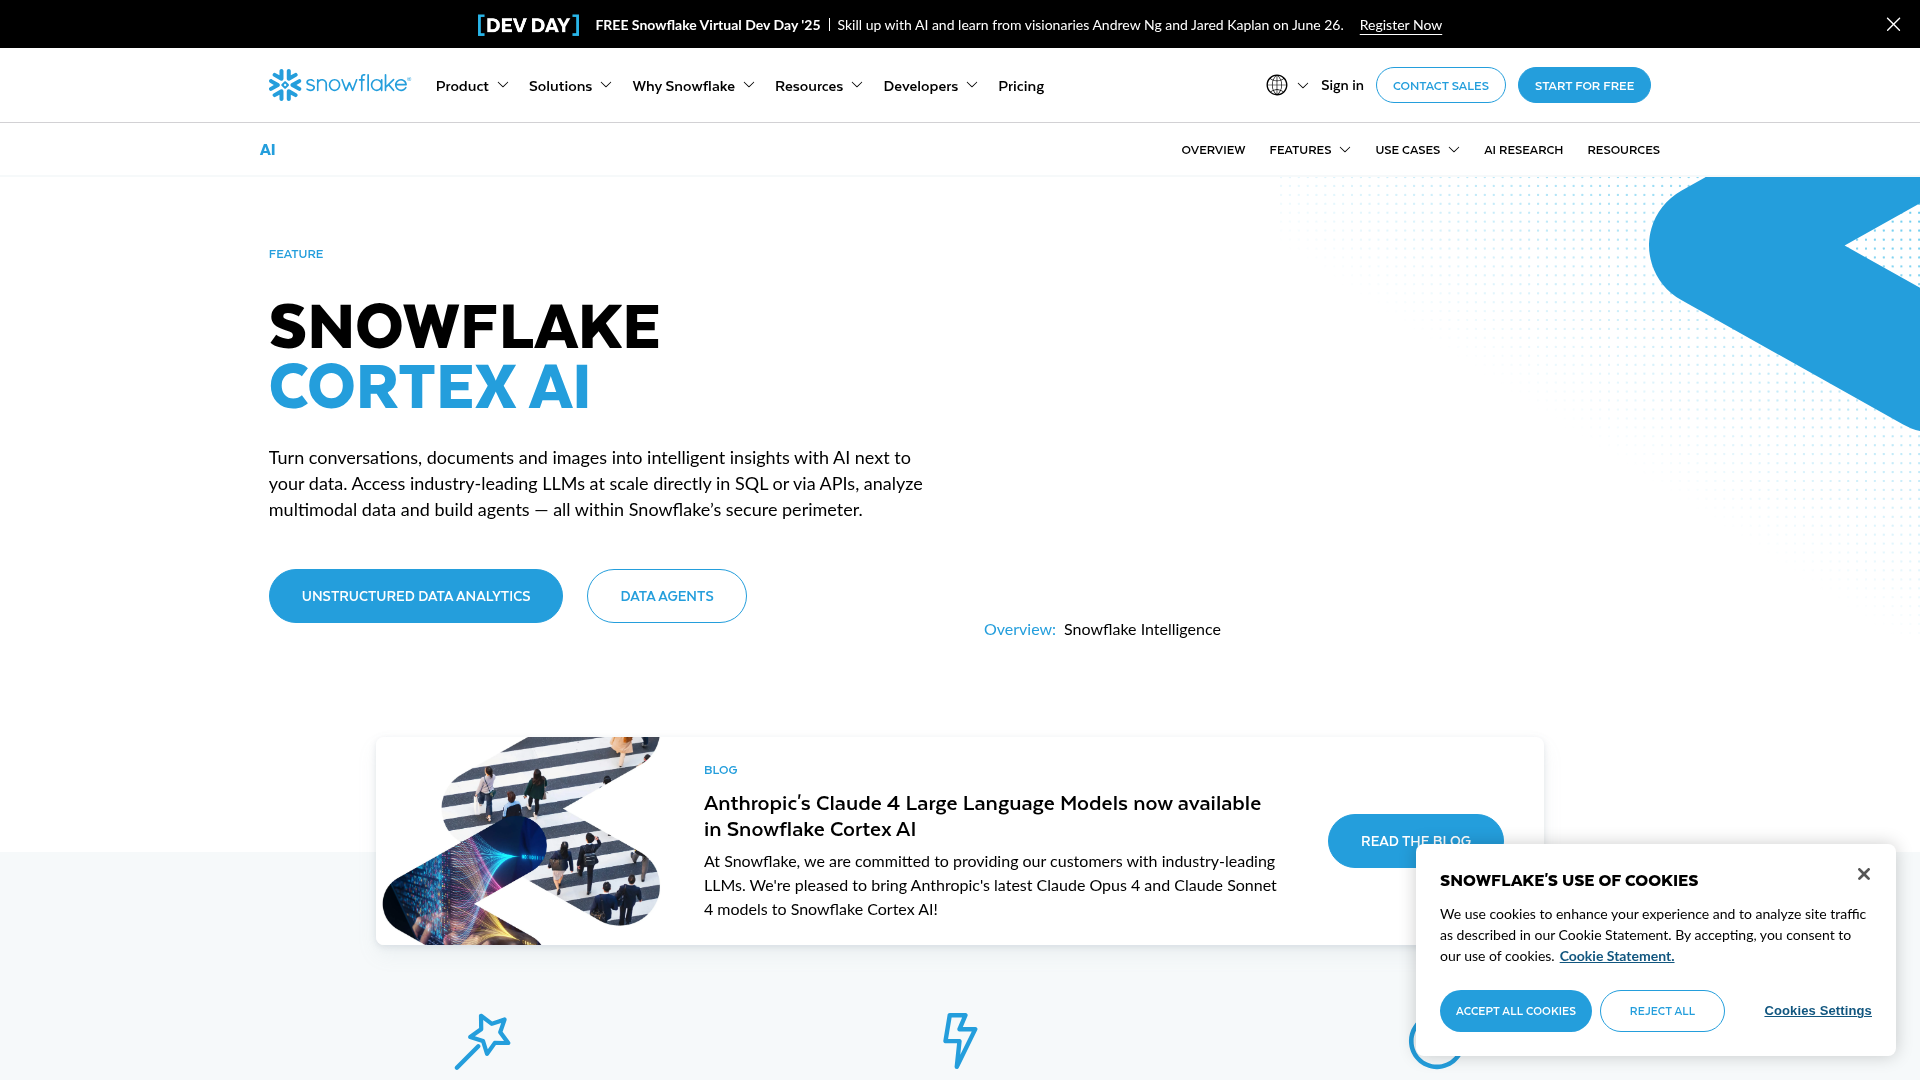 [DEV DAY] FREE Snowflake Virtual Dev Day '25 | Skill up with AI and learn from visionaries Andrew Ng and Jared Kaplan on June 26. Register Now
snowflake® Product Solutions Why Snowflake Resources Developers Pricing Sign in CONTACT SALES START FOR FREE
AI OVERVIEW FEATURES USE CASES AI RESEARCH RESOURCES
FEATURE
SNOWFLAKE
CORTEX AI
Turn conversations, documents and images into intelligent insights with AI next to
your data. Access industry-leading LLMs at scale directly in SQL or via APIs, analyze
multimodal data and build agents — all within Snowflake’s secure perimeter.
UNSTRUCTURED DATA ANALYTICS DATA AGENTS
Overview: Snowflake Intelligence
BLOG
Anthropic's Claude 4 Large Language Models now available
in Snowflake Cortex AI
At Snowflake, we are committed to providing our customers with industry-leading
LLMs. We're pleased to bring Anthropic's latest Claude Opus 4 and Claude Sonnet
4 models to Snowflake Cortex AI!
READ THE BLOG
SNOWFLAKE'S USE OF COOKIES
We use cookies to enhance your experience and to analyze site traffic
as described in our Cookie Statement. By accepting, you consent to
our use of cookies. Cookie Statement.
ACCEPT ALL COOKIES REJECT ALL Cookies Settings